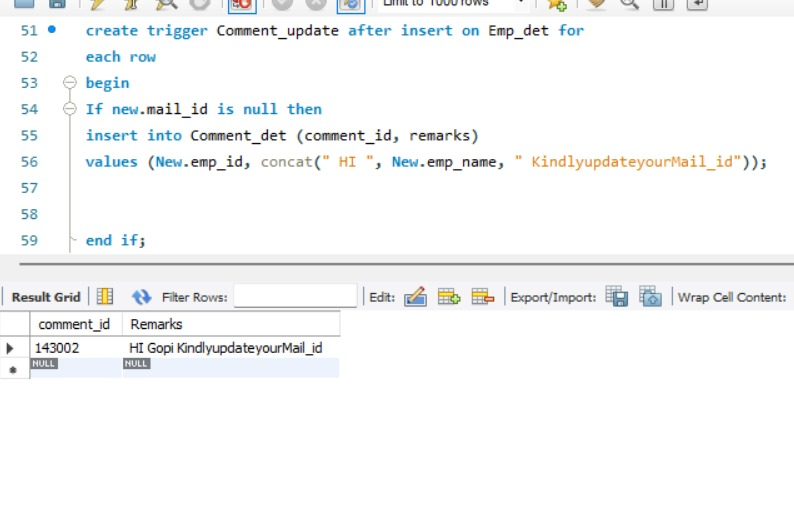 Limit to 1000 rows
51 create trigger Comment_update after insert on Emp_det for
52 each row
53 begin
54 If new.mail_id is null then
55 insert into Comment_det (comment_id, remarks)
56 values (New.emp_id, concat(" HI ", New.emp_name, " KindlyupdateyourMail_id"));
57
58
59 end if;
Result Grid Filter Rows: Edit: Export/Import: Wrap Cell Content:
comment_id Remarks
143002 HI Gopi KindlyupdateyourMail_id
NULL NULL